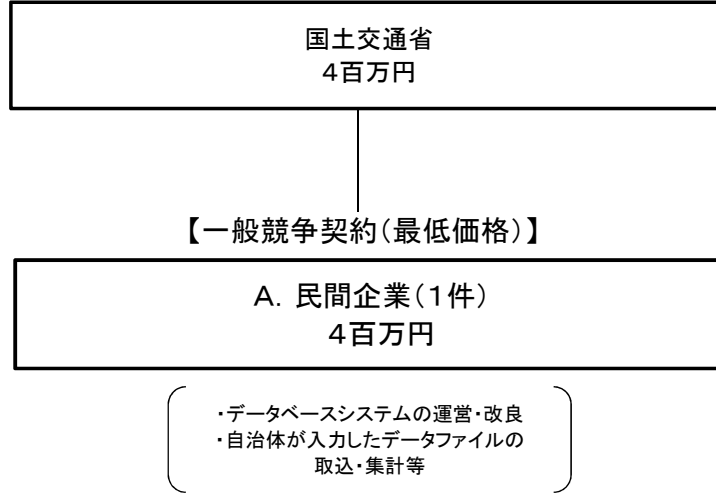 国土交通省
４百万円
【一般競争契約（最低価格）】
Ａ．民間企業（１件）
４百万円
・データベースシステムの運営・改良
・自治体が入力したデータファイルの
取込・集計等